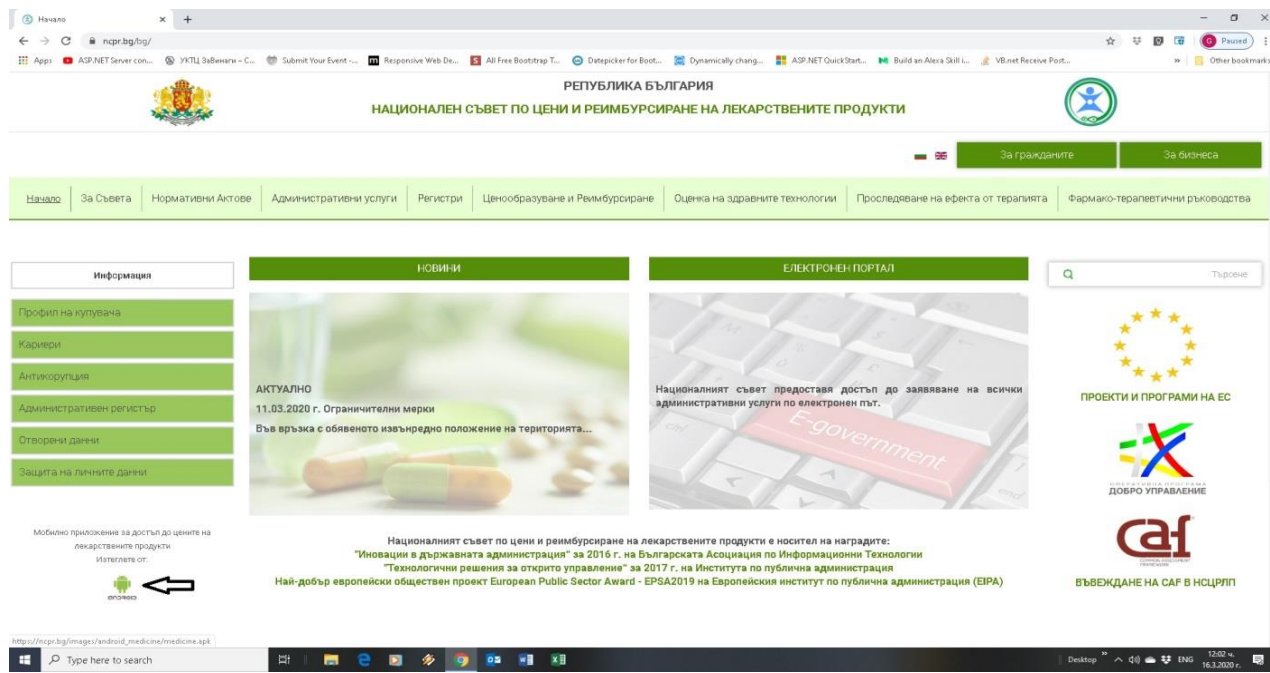 Начало
ncpr.bg/bg/
Paused
Apps
ASP.NET Server con...
УКТЦ ЗаВинаги – С...
Submit Your Event -...
Responsive Web De...
All Free Bootstrap T...
Datepicker for Boot...
Dynamically chang...
ASP.NET QuickStart...
Build an Alexa Skill i...
VB.net Receive Post...
Other bookmarks
РЕПУБЛИКА БЪЛГАРИЯ
НАЦИОНАЛЕН СЪВЕТ ПО ЦЕНИ И РЕИМБУРСИРАНЕ НА ЛЕКАРСТВЕНИТЕ ПРОДУКТИ
За гражданите
За бизнеса
Начало
За Съвета
Нормативни Актове
Административни услуги
Регистри
Ценообразуване и Реимбурсиране
Оценка на здравните технологии
Проследяване на ефекта от терапията
Фармако-терапевтични ръководства
Информация
Профил на купувача
Кариери
Антикорупция
Административен регистър
Отворени данни
Защита на личните данни
Мобилно приложение за достъп до цените на
лекарствените продукти
Изтеглете от:
ANDROID
НОВИНИ
АКТУАЛНО
11.03.2020 г. Ограничителни мерки
Във връзка с обявеното извънредно положение на територията...
ЕЛЕКТРОНЕН ПОРТАЛ
Националният съвет предоставя достъп до заявяване на всички
административни услуги по електронен път.
E-government
ctrl
alt
end
Националният съвет по цени и реимбурсиране на лекарствените продукти е носител на наградите:
"Иновации в държавната администрация" за 2016 г. на Българската Асоциация по Информационни Технологии
"Технологични решения за открито управление" за 2017 г. на Института по публична администрация
Най-добър европейски обществен проект European Public Sector Award - EPSA2019 на Европейския институт по публична администрация (EIPA)
Търсене
ПРОЕКТИ И ПРОГРАМИ НА ЕС
ОПЕРАТИВНА ПРОГРАМА
ДОБРО УПРАВЛЕНИЕ
caf
ВЪВЕЖДАНЕ НА CAF В НСЦРЛП
https://ncpr.bg/images/android_medicine/medicine.apk
Type here to search
Desktop
ENG
12:02 ч.
16.3.2020 г.